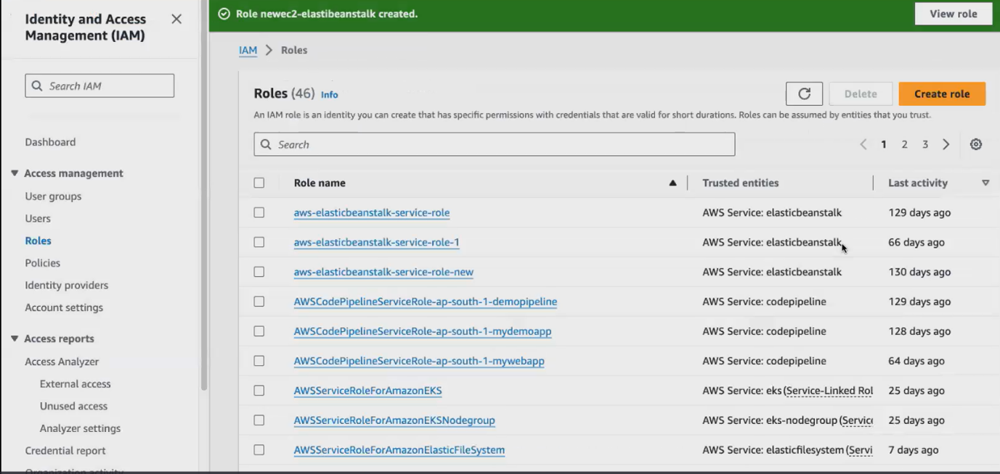 Identity and Access
Management (IAM)
Search IAM
Dashboard
Access management
User groups
Users
Roles
Policies
Identity providers
Account settings
Access reports
Access Analyzer
External access
Unused access
Analyzer settings
Credential report
Organization activity
Role newec2-elastibeanstalk created.
View role
IAM > Roles
Roles (46) Info
Delete
Create role
An IAM role is an identity you can create that has specific permissions with credentials that are valid for short durations. Roles can be assumed by entities that you trust.
Search
1 2 3
Role name Trusted entities Last activity
aws-elasticbeanstalk-service-role AWS Service: elasticbeanstalk 129 days ago
aws-elasticbeanstalk-service-role-1 AWS Service: elasticbeanstalk 66 days ago
aws-elasticbeanstalk-service-role-new AWS Service: elasticbeanstalk 130 days ago
AWSCodePipelineServiceRole-ap-south-1-demopipeline AWS Service: codepipeline 129 days ago
AWSCodePipelineServiceRole-ap-south-1-mydemoapp AWS Service: codepipeline 128 days ago
AWSCodePipelineServiceRole-ap-south-1-mywebapp AWS Service: codepipeline 64 days ago
AWSServiceRoleForAmazonEKS AWS Service: eks (Service-Linked Rol 25 days ago
AWSServiceRoleForAmazonEKSNodegroup AWS Service: eks-nodegroup (Service 25 days ago
AWSServiceRoleForAmazonElasticFileSystem AWS Service: elasticfilesystem (Servi 7 days ago